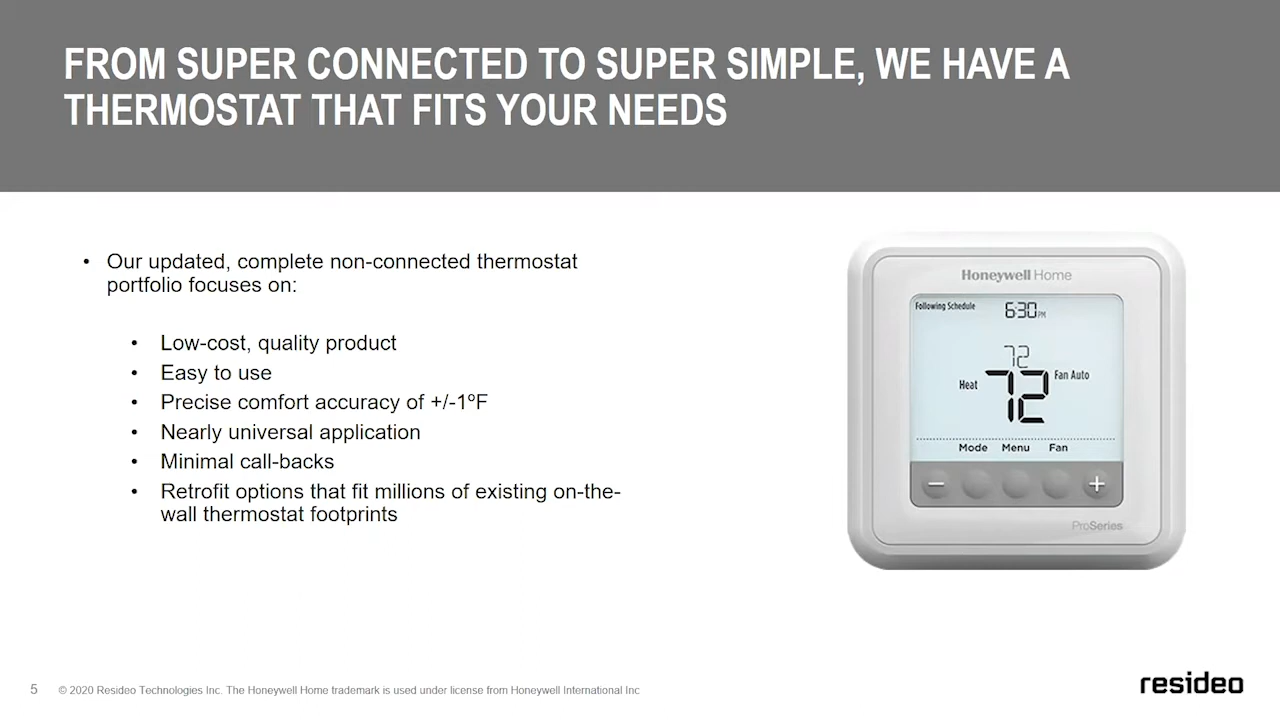 FROM SUPER CONNECTED TO SUPER SIMPLE, WE HAVE A
THERMOSTAT THAT FITS YOUR NEEDS
• Our updated, complete non-connected thermostat
portfolio focuses on:
• Low-cost, quality product
• Easy to use
• Precise comfort accuracy of +/-1ºF
• Nearly universal application
• Minimal call-backs
• Retrofit options that fit millions of existing on-the-
wall thermostat footprints
Honeywell Home
Following Schedule
6:30 PM
72
Heat
72
Fan Auto
Mode Menu Fan
− +
ProSeries
5
© 2020 Resideo Technologies Inc. The Honeywell Home trademark is used under license from Honeywell International Inc
resideo